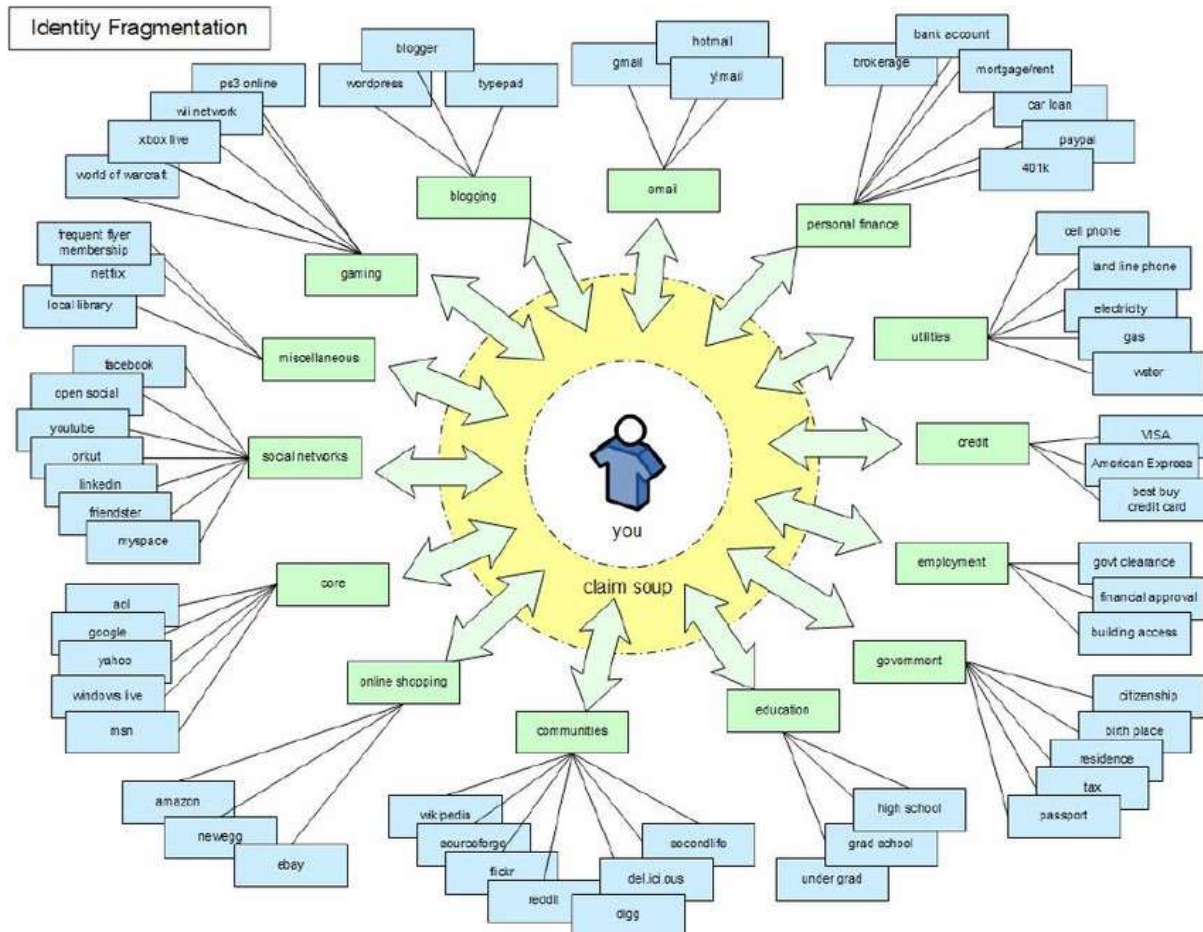 Identity Fragmentation
blogger
wordpress
typepad
blogging
hotmail
gmail
y!mail
email
bank account
brokerage
mortgage/rent
car loan
paypal
401k
personal finance
ps3 online
wii network
xbox live
world of warcraft
gaming
frequent flyer
membership
netflix
local library
miscellaneous
cell phone
land line phone
electricity
gas
water
utilities
facebook
open social
youtube
orkut
linkedin
friendster
myspace
social networks
credit
VISA
American Express
best buy
credit card
you
claim soup
employment
govt clearance
financial approval
building access
core
aol
google
yahoo
windows live
msn
government
citizenship
birth place
residence
tax
passport
online shopping
amazon
newegg
ebay
communities
wikipedia
sourceforge
flickr
reddit
digg
del.ici.ous
secondlife
education
high school
grad school
under grad